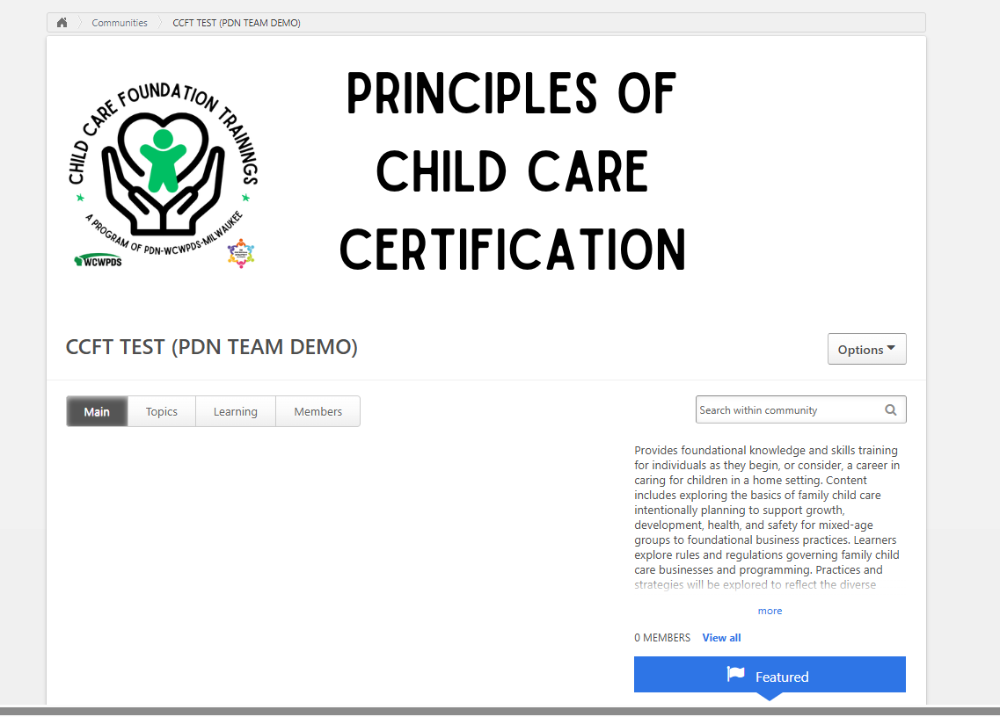 Communities CCFT TEST (PDN TEAM DEMO)
CHILD CARE FOUNDATION TRAININGS
A PROGRAM OF PDN-WCWPDS-MILWAUKEE
WCWPDS
PRINCIPLES OF
CHILD CARE
CERTIFICATION
CCFT TEST (PDN TEAM DEMO)
Options
Main Topics Learning Members
Search within community
Provides foundational knowledge and skills training
for individuals as they begin, or consider, a career in
caring for children in a home setting. Content
includes exploring the basics of family child care
intentionally planning to support growth,
development, health, and safety for mixed-age
groups to foundational business practices. Learners
explore rules and regulations governing family child
care businesses and programming. Practices and
strategies will be explored to reflect the diverse
more
0 MEMBERS View all
Featured